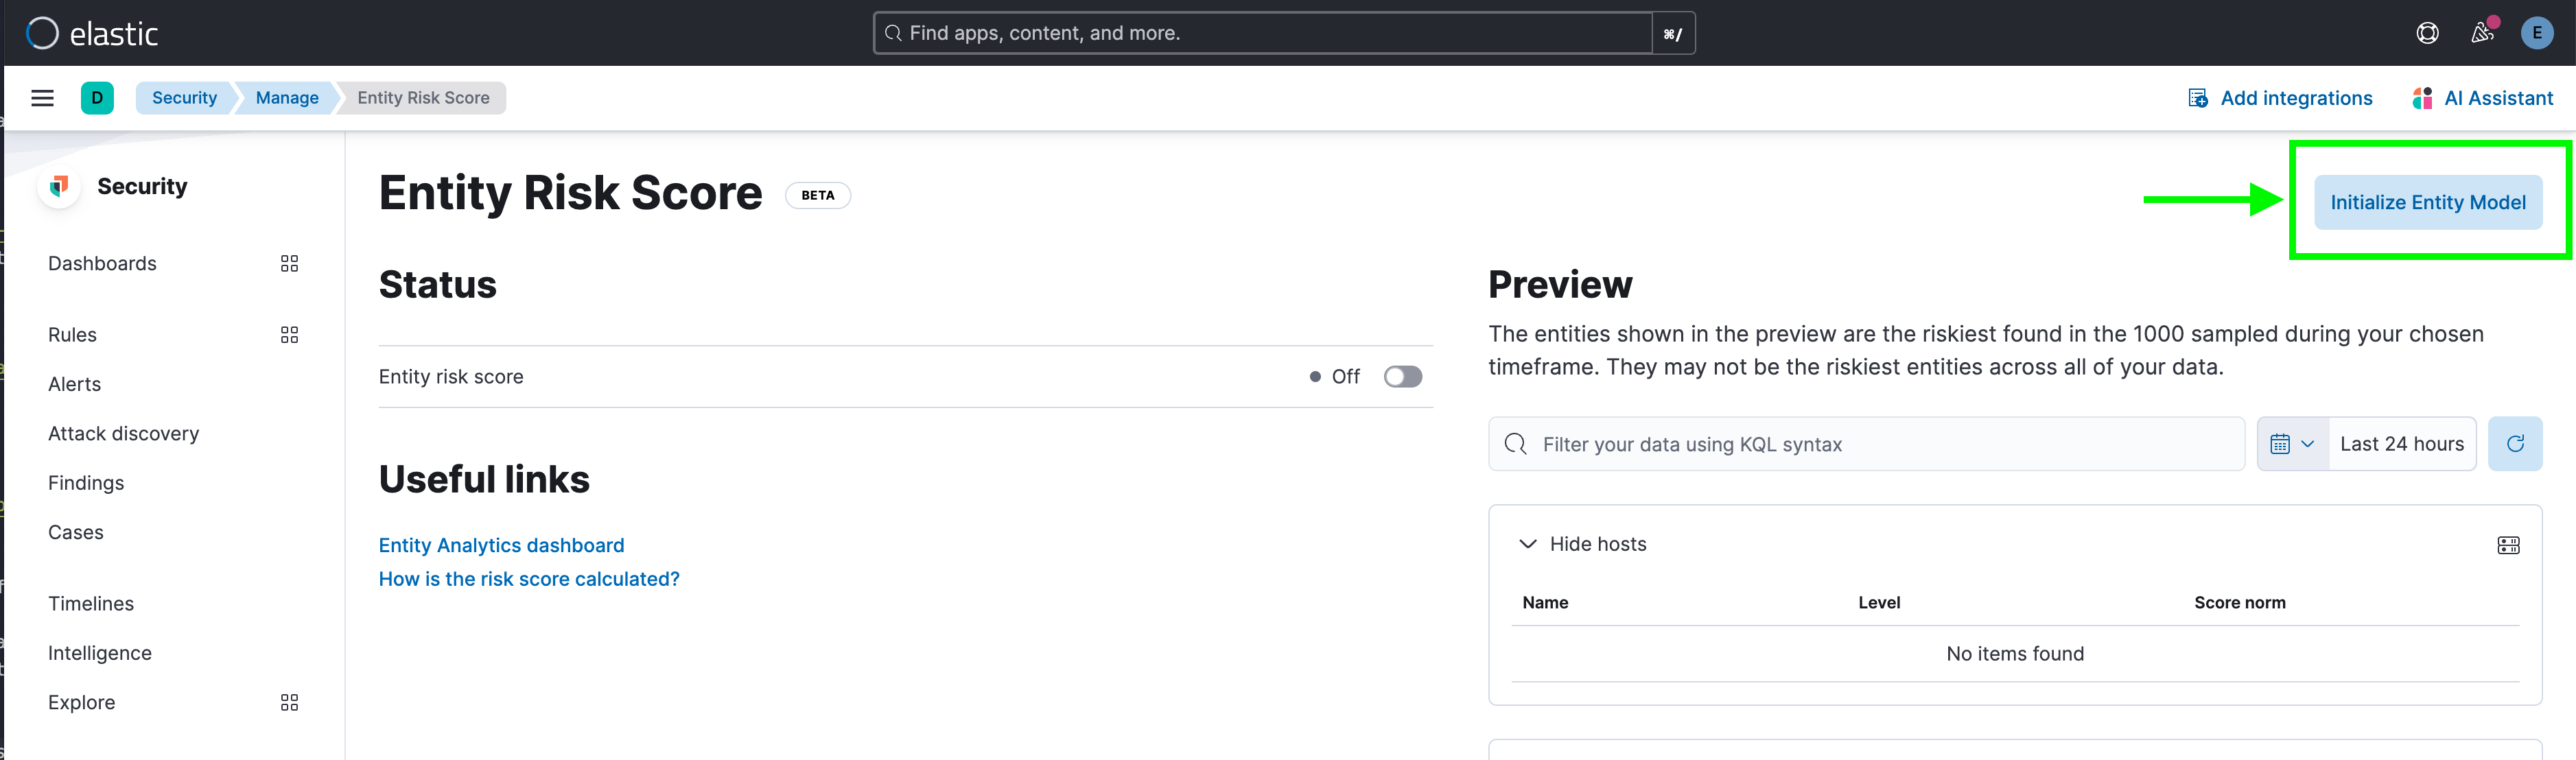 elastic
Find apps, content, and more.
⌘/
E
D
Security
Manage
Entity Risk Score
Add integrations
AI Assistant
Security
Dashboards
Rules
Alerts
Attack discovery
Findings
Cases
Timelines
Intelligence
Explore
Entity Risk Score
BETA
Initialize Entity Model
Status
Entity risk score
Off
Useful links
Entity Analytics dashboard
How is the risk score calculated?
Preview
The entities shown in the preview are the riskiest found in the 1000 sampled during your chosen
timeframe. They may not be the riskiest entities across all of your data.
Filter your data using KQL syntax
Last 24 hours
Hide hosts
Name
Level
Score norm
No items found